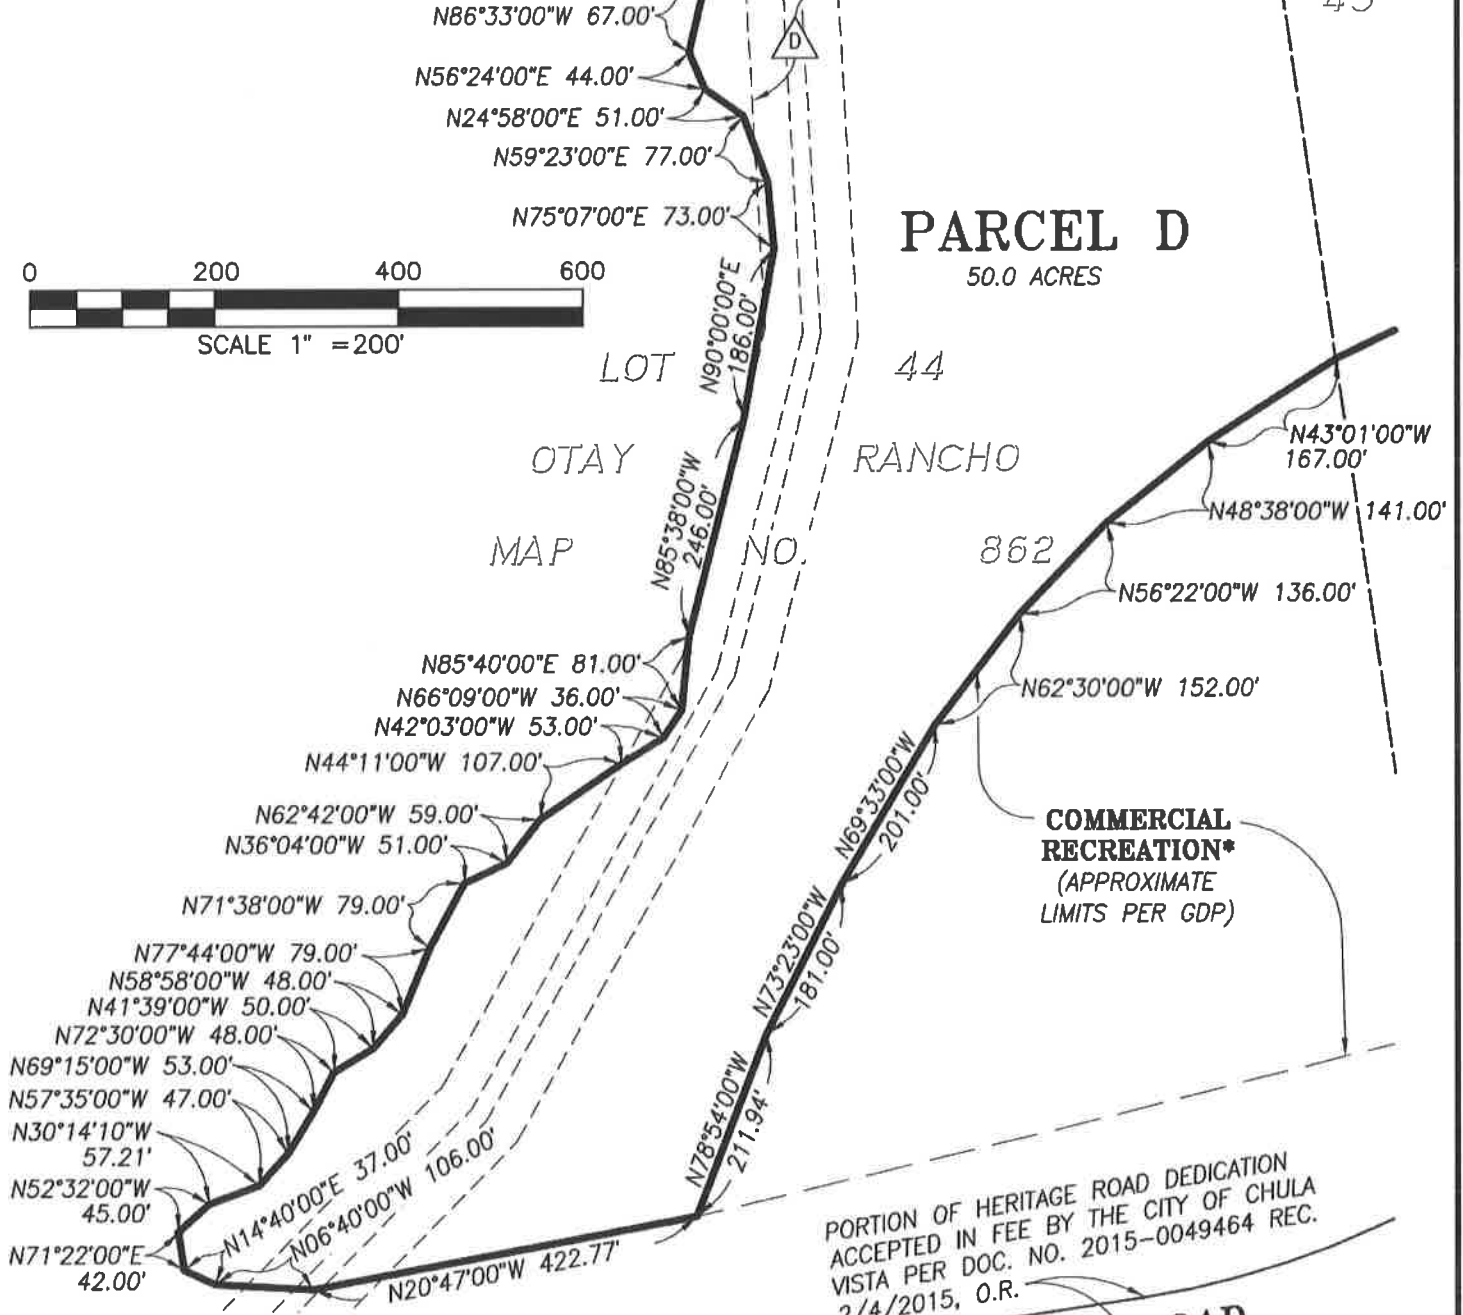 N86°33'00"W 67.00'
45
D
N56°24'00"E 44.00'
N24°58'00"E 51.00'
N59°23'00"E 77.00'
N75°07'00"E 73.00'
PARCEL D
50.0 ACRES
0 200 400 600
SCALE 1" =200'
N90°00'00"E
186.00'
LOT 44
OTAY RANCHO
MAP NO. 862
N43°01'00"W
167.00'
N48°38'00"W 141.00'
N56°22'00"W 136.00'
N62°30'00"W 152.00'
N85°38'00"W
246.00'
N85°40'00"E 81.00'
N66°09'00"W 36.00'
N42°03'00"W 53.00'
N44°11'00"W 107.00'
N62°42'00"W 59.00'
N36°04'00"W 51.00'
N71°38'00"W 79.00'
N77°44'00"W 79.00'
N58°58'00"W 48.00'
N41°39'00"W 50.00'
N72°30'00"W 48.00'
N69°15'00"W 53.00'
N57°35'00"W 47.00'
N30°14'10"W
57.21'
N52°32'00"W
45.00'
N71°22'00"E
42.00'
N14°40'00"E 37.00'
N06°40'00"W 106.00'
N20°47'00"W 422.77'
N69°33'00"W
201.00'
N73°23'00"W
181.00'
N78°54'00"W
211.94'
COMMERCIAL
RECREATION*
(APPROXIMATE
LIMITS PER GDP)
PORTION OF HERITAGE ROAD DEDICATION
ACCEPTED IN FEE BY THE CITY OF CHULA
VISTA PER DOC. NO. 2015-0049464 REC.
2/4/2015, O.R.